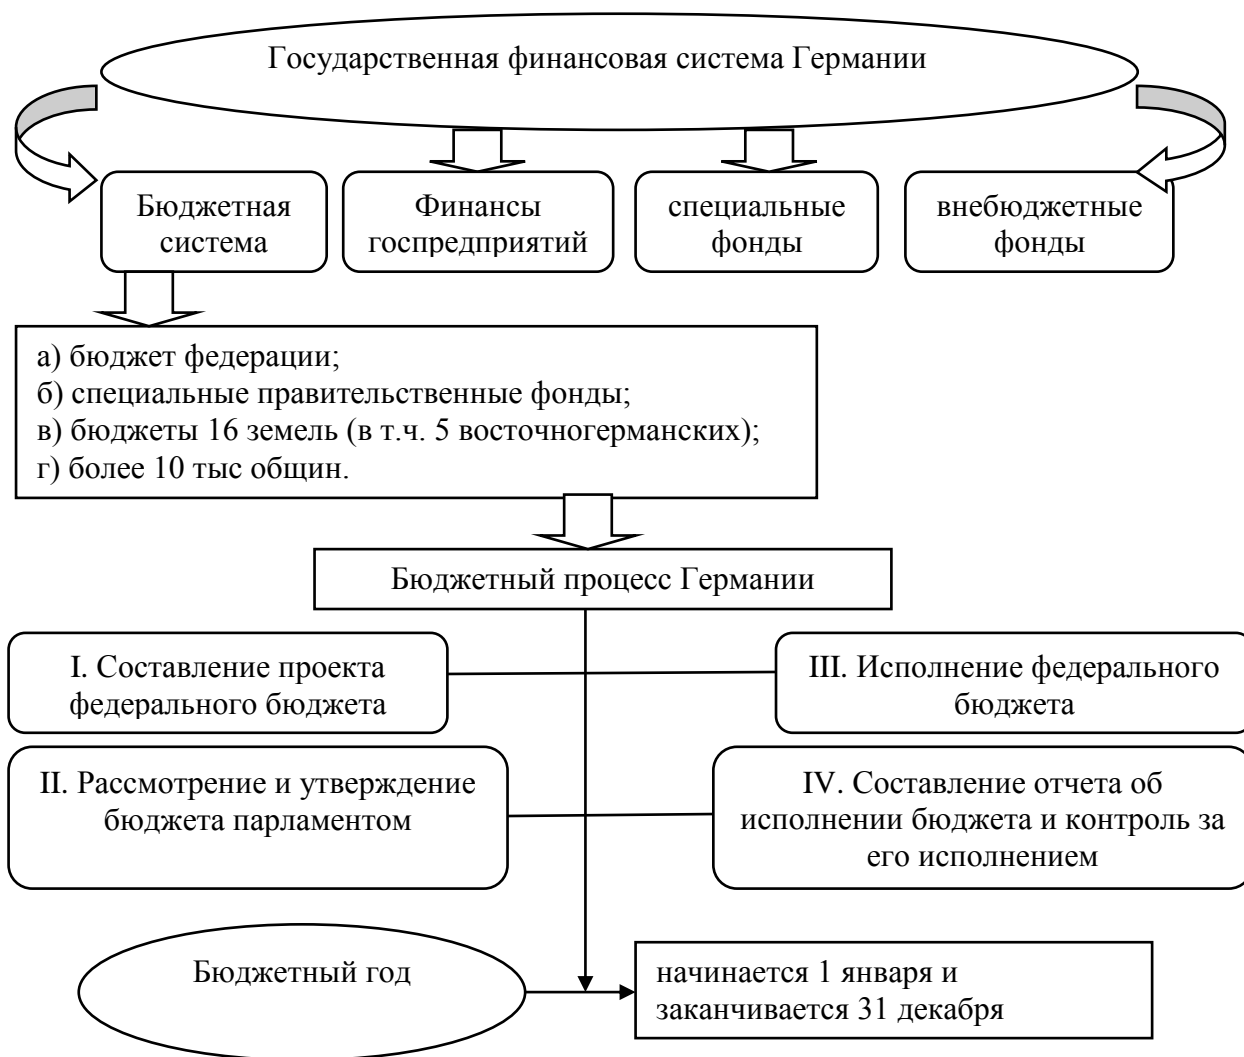 Государственная финансовая система Германии
Бюджетная
система
Финансы
госпредприятий
специальные
фонды
внебюджетные
фонды
а) бюджет федерации;
б) специальные правительственные фонды;
в) бюджеты 16 земель (в т.ч. 5 восточногерманских);
г) более 10 тыс общин.
Бюджетный процесс Германии
I. Составление проекта
федерального бюджета
III. Исполнение федерального
бюджета
II. Рассмотрение и утверждение
бюджета парламентом
IV. Составление отчета об
исполнении бюджета и контроль за
его исполнением
Бюджетный год
начинается 1 января и
заканчивается 31 декабря